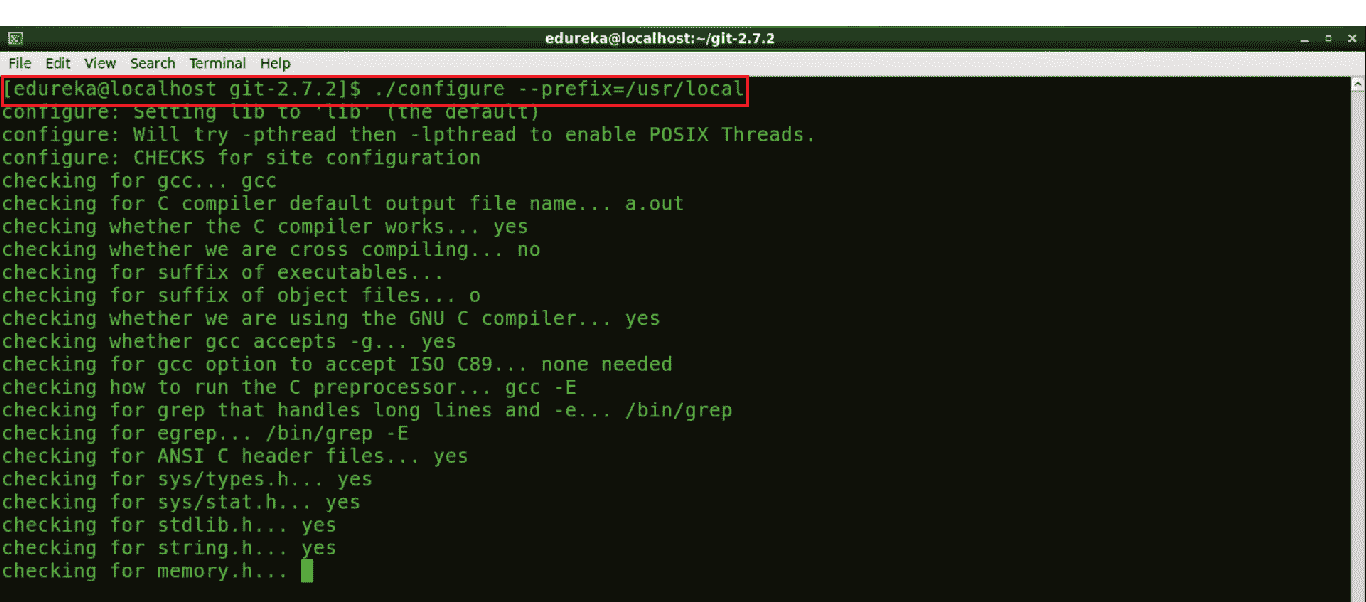 edureka@localhost:~/git-2.7.2
File Edit View Search Terminal Help
[edureka@localhost git-2.7.2]$ ./configure --prefix=/usr/local
configure: Setting lib to 'lib' (the default)
configure: Will try -pthread then -lpthread to enable POSIX Threads.
configure: CHECKS for site configuration
checking for gcc... gcc
checking for C compiler default output file name... a.out
checking whether the C compiler works... yes
checking whether we are cross compiling... no
checking for suffix of executables...
checking for suffix of object files... o
checking whether we are using the GNU C compiler... yes
checking whether gcc accepts -g... yes
checking for gcc option to accept ISO C89... none needed
checking how to run the C preprocessor... gcc -E
checking for grep that handles long lines and -e... /bin/grep
checking for egrep... /bin/grep -E
checking for ANSI C header files... yes
checking for sys/types.h... yes
checking for sys/stat.h... yes
checking for stdlib.h... yes
checking for string.h... yes
checking for memory.h...